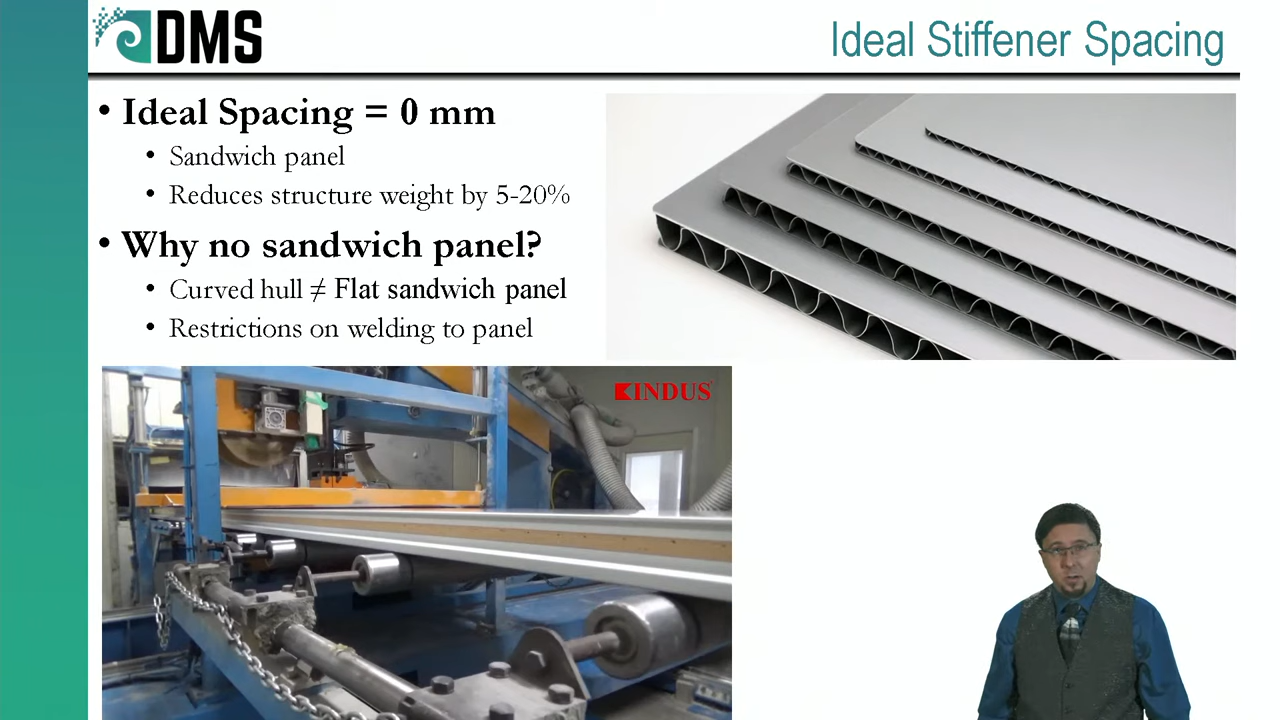 DMS
Ideal Stiffener Spacing
• Ideal Spacing = 0 mm
• Sandwich panel
• Reduces structure weight by 5-20%
• Why no sandwich panel?
• Curved hull ≠ Flat sandwich panel
• Restrictions on welding to panel
KINDUS